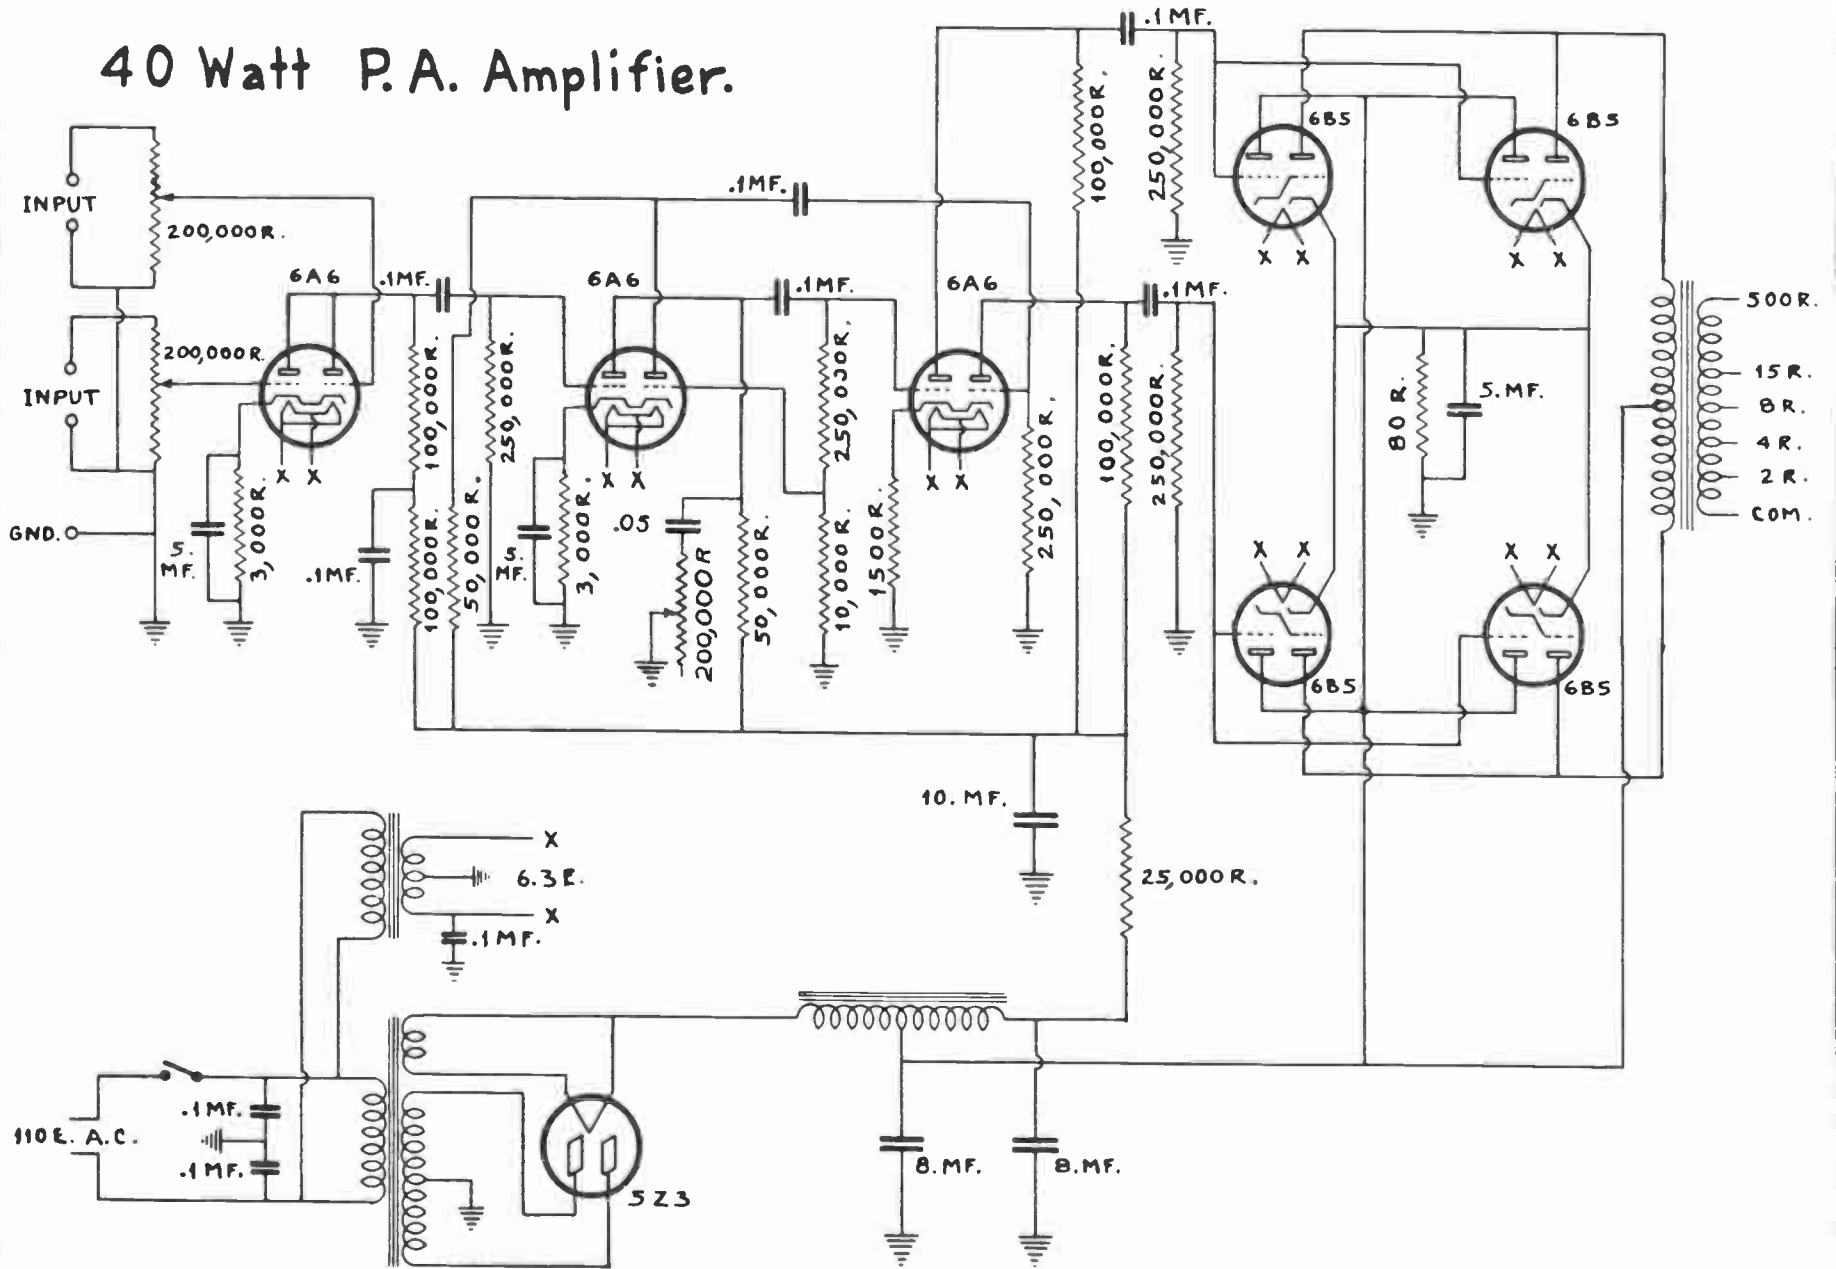 40 Watt P.A. Amplifier.
INPUT
200,000R.
INPUT
200,000R.
GND.
6A6
5.
MF.
3,000R.
X X
.1MF.
.1MF.
100,000R.
100,000R.
50,000R.
250,000R.
6A6
5.
MF.
3,000R.
X X
.05
200,000R
50,000R.
.1MF.
.1MF.
250,030R.
10,000R.
1500R.
6A6
X X
250,000R.
.1MF.
100,000R.
250,000R.
.1MF.
100,000R.
250,000R.
6B5
X X
6B5
X X
80R.
5.MF.
X X
6B5
X X
6B5
500R.
15R.
8R.
4R.
2R.
COM.
10.MF.
25,000R.
X
6.3E.
X
.1MF.
110E. A.C.
.1MF.
.1MF.
5Z3
8.MF.
8.MF.